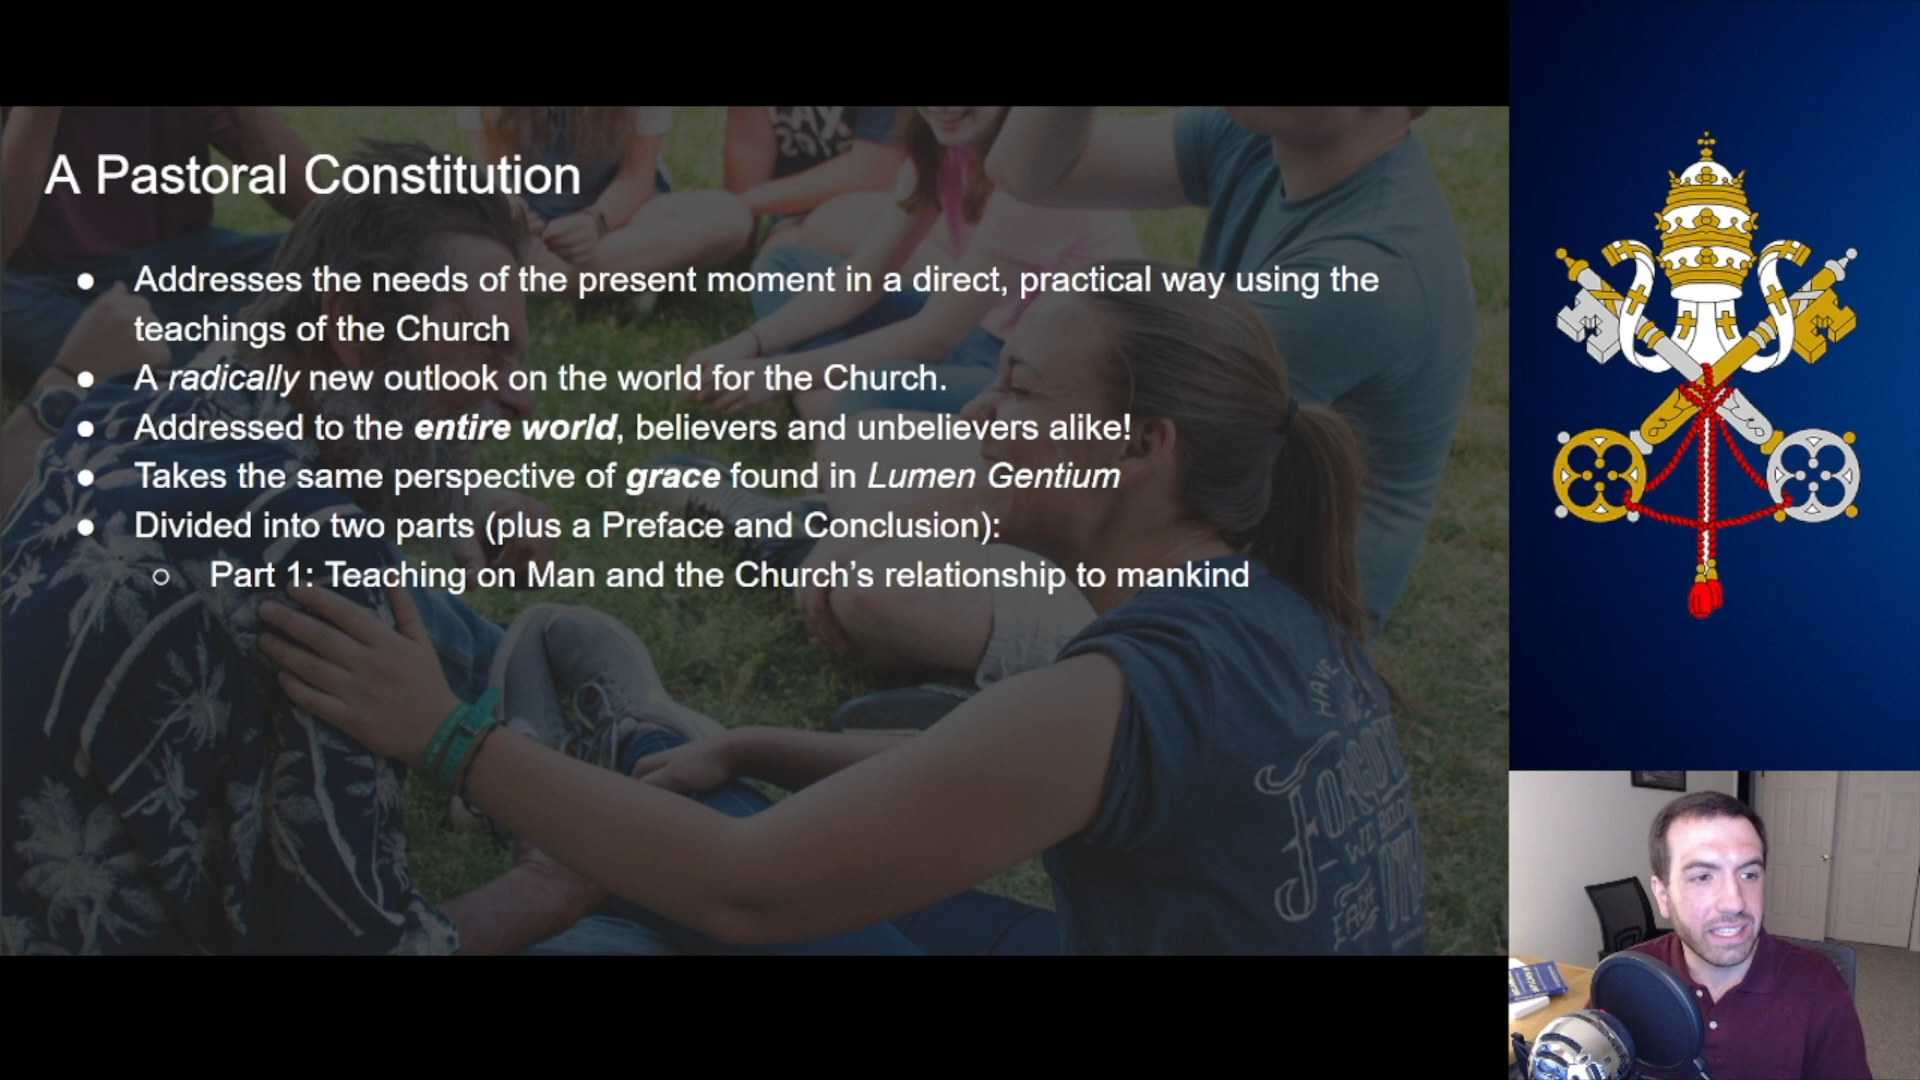 A Pastoral Constitution
● Addresses the needs of the present moment in a direct, practical way using the
teachings of the Church
● A radically new outlook on the world for the Church.
● Addressed to the entire world, believers and unbelievers alike!
● Takes the same perspective of grace found in Lumen Gentium
● Divided into two parts (plus a Preface and Conclusion):
○ Part 1: Teaching on Man and the Church’s relationship to mankind
HAVE
WE
EACH